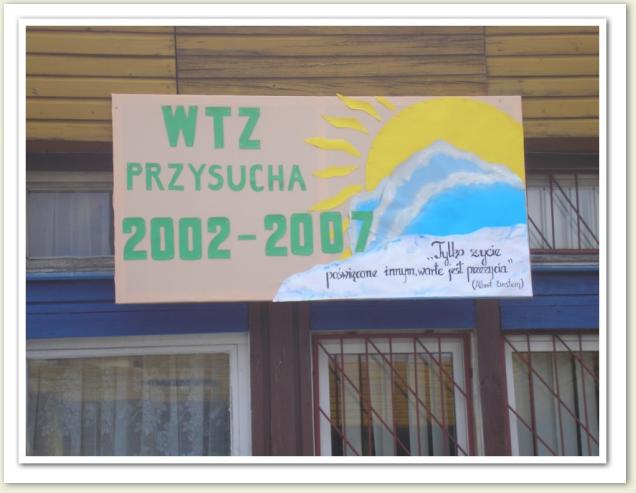 WTZ
PRZYSUCHA
2002-2007
„Tylko życie
poświęcone innym, warte jest przeżycia"
(Albert Einstein)